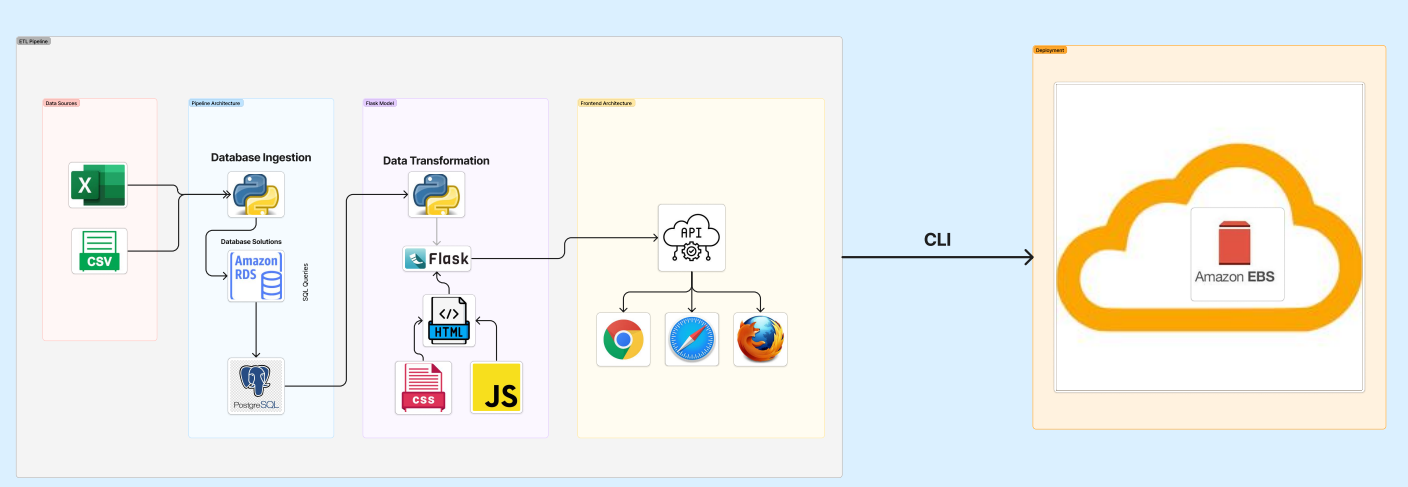 ETL Pipeline
Deployment
Data Sources
Pipeline Architecture
Flask Model
Frontend Architecture
Database Ingestion
Data Transformation
X
CSV
Database Solutions
Amazon
RDS
SQL Queries
PostgreSQL
Flask
</>
HTML
css
JS
API
CLI
Amazon EBS